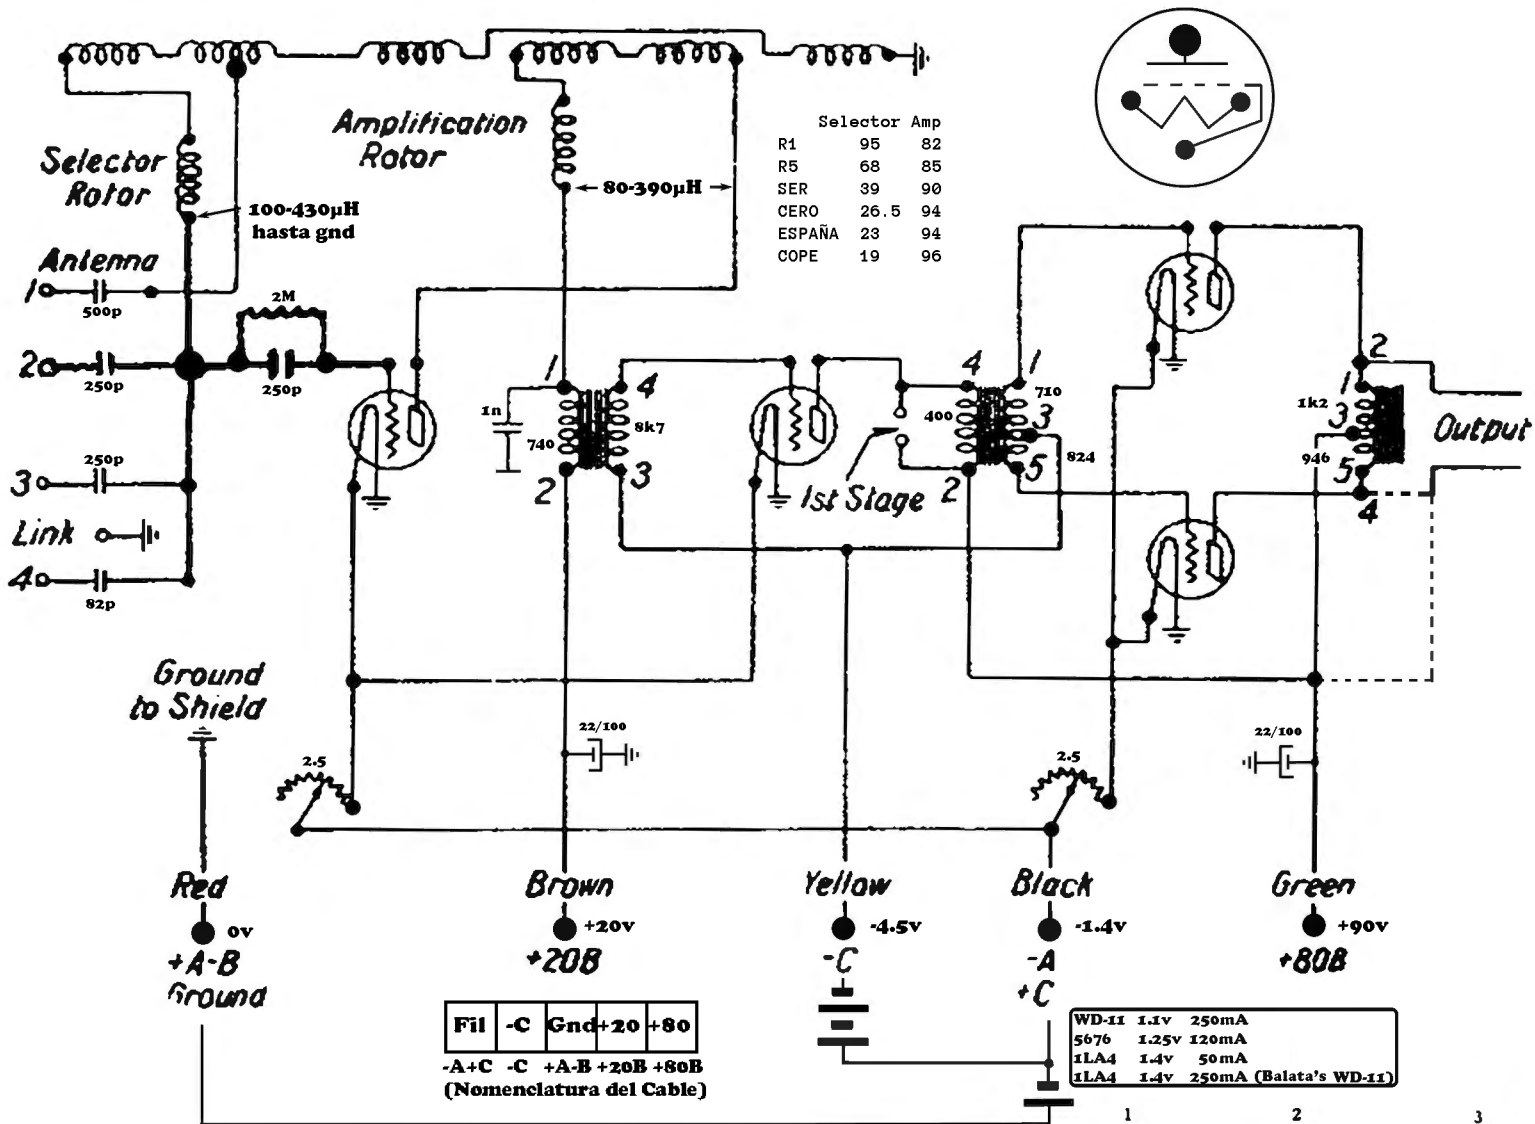 Selector Amp
R1 95 82
R5 68 85
SER 39 90
CERO 26.5 94
ESPAÑA 23 94
COPE 19 96
Amplification
Rotor
Selector
Rotor
80-390µH
100-430µH
hasta gnd
Antenna
1
500p
2M
2
250p
250p
1
4
1n
740
8k7
2
3
4
1
710
400
3
824
2
5
1st Stage
2
1
1k2
3
946
5
4
Output
3
250p
Link
4
82p
Ground
to Shield
2.5
22/100
2.5
22/100
Red
Brown
Yellow
Black
Green
0v
+20v
-4.5v
-1.4v
+90v
+A-B
Ground
+20B
-C
-A
+C
+80B
Fil -C Gnd +20 +80
-A+C -C +A-B +20B +80B
(Nomenclatura del Cable)
WD-11 1.1v 250mA
5676 1.25v 120mA
1LA4 1.4v 50mA
1LA4 1.4v 250mA (Balata's WD-11)
1 2 3